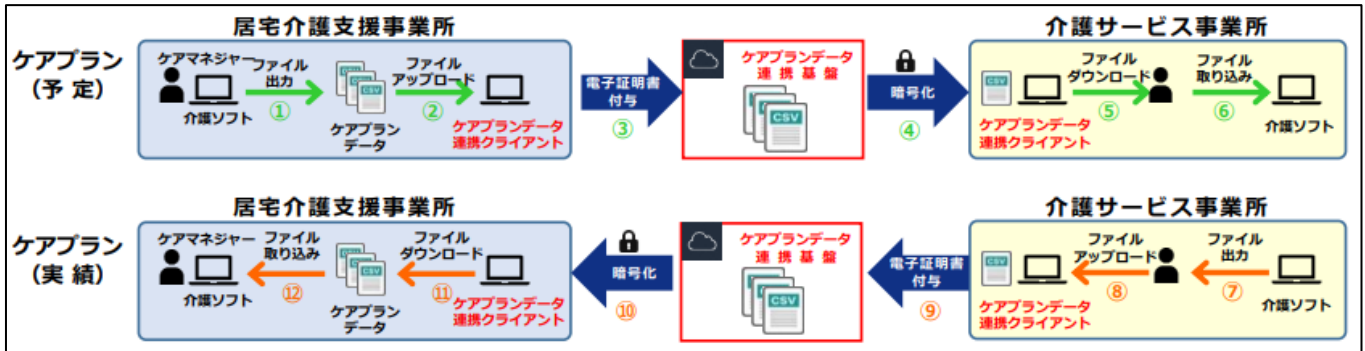 居宅介護支援事業所
介護サービス事業所
ケアプラン
(予 定)
ケアマネジャー
ファイル
出力
①
介護ソフト
CSV
ケアプラン
データ
ファイル
アップロード
②
ケアプランデータ
連携クライアント
電子証明書
付与
③
ケアプランデータ
連 携 基 盤
CSV
暗号化
④
CSV
ケアプランデータ
連携クライアント
ファイル
ダウンロード
⑤
ファイル
取り込み
⑥
介護ソフト
居宅介護支援事業所
介護サービス事業所
ケアプラン
(実 績)
ケアマネジャー
ファイル
取り込み
⑫
介護ソフト
CSV
ケアプラン
データ
ファイル
ダウンロード
⑪
ケアプランデータ
連携クライアント
暗号化
⑩
ケアプランデータ
連 携 基 盤
CSV
電子証明書
付与
⑨
CSV
ケアプランデータ
連携クライアント
ファイル
アップロード
⑧
ファイル
出力
⑦
介護ソフト